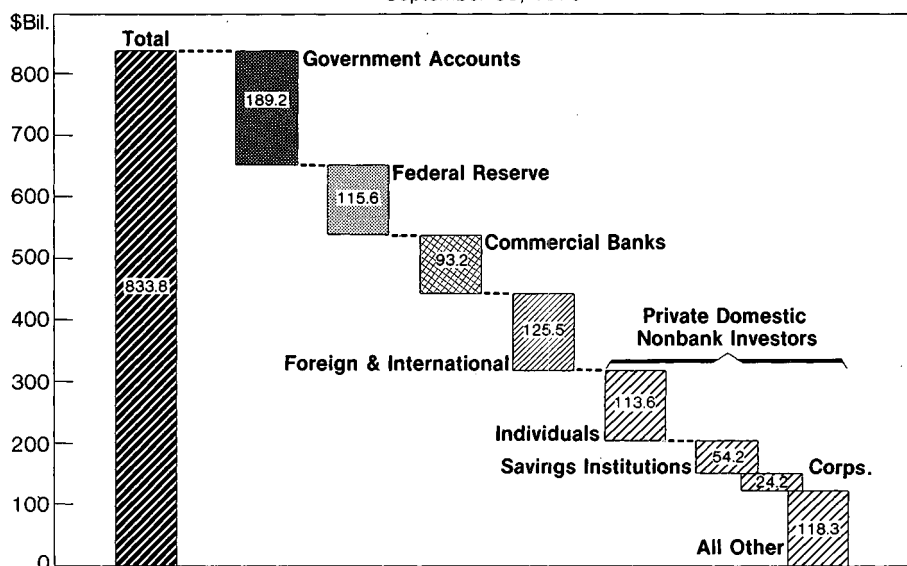 $Bil.
Total
800
Government Accounts
189.2
700
Federal Reserve
600
115.6
Commercial Banks
500
93.2
833.8
400
125.5
Private Domestic
Nonbank Investors
Foreign & International
300
113.6
Individuals
200
Savings Institutions
54.2
Corps.
24.2
100
118.3
All Other
0